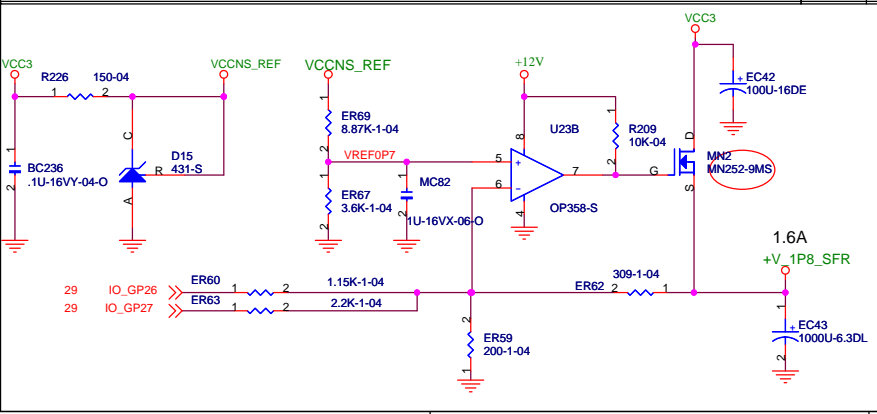 VCC3
R226
150-04
1
2
VCCNS_REF
C
D15
431-S
R
A
1
BC236
.1U-16VY-04-O
2
VCCNS_REF
1
ER69
8.87K-1-04
2
VREF0P7
1
ER67
3.6K-1-04
2
1
MC82
1U-16VX-06-O
2
+12V
8
U23B
5
+
7
6
-
4
OP358-S
1
R209
10K-04
2
VCC3
EC42
+
100U-16DE
D
MN2
MN252-9MS
G
S
1.6A
+V_1P8_SFR
29
IO_GP26
ER60
1
2
1.15K-1-04
29
IO_GP27
ER63
1
2
2.2K-1-04
309-1-04
ER62
2
1
2
ER59
200-1-04
1
1
EC43
+
1000U-6.3DL
2